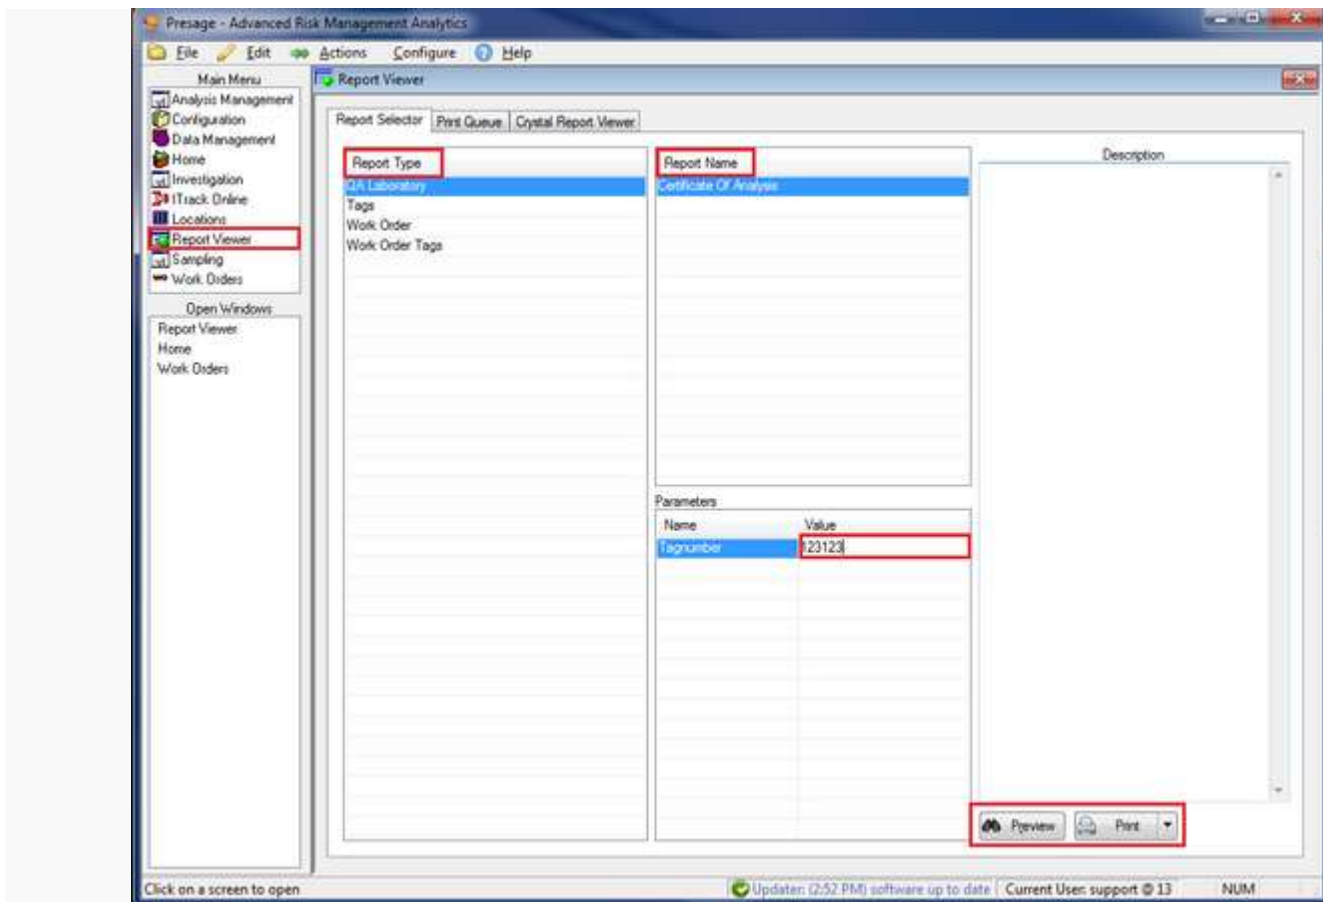 Presage - Advanced Risk Management Analytics
File Edit Actions Configure Help
Main Menu
Analysis Management
Configuration
Data Management
Home
Investigation
ITrack Online
Locations
Report Viewer
Sampling
Work Orders
Open Windows
Report Viewer
Home
Work Orders
Report Viewer
Report Selector Print Queue Crystal Report Viewer
Report Type
QA Laboratory
Tags
Work Order
Work Order Tags
Report Name
Certificate Of Analysis
Parameters
Name Value
Tagnumber 123123
Description
Preview Print
Click on a screen to open Updater: (2:52 PM) software up to date Current User: support @ 13 NUM